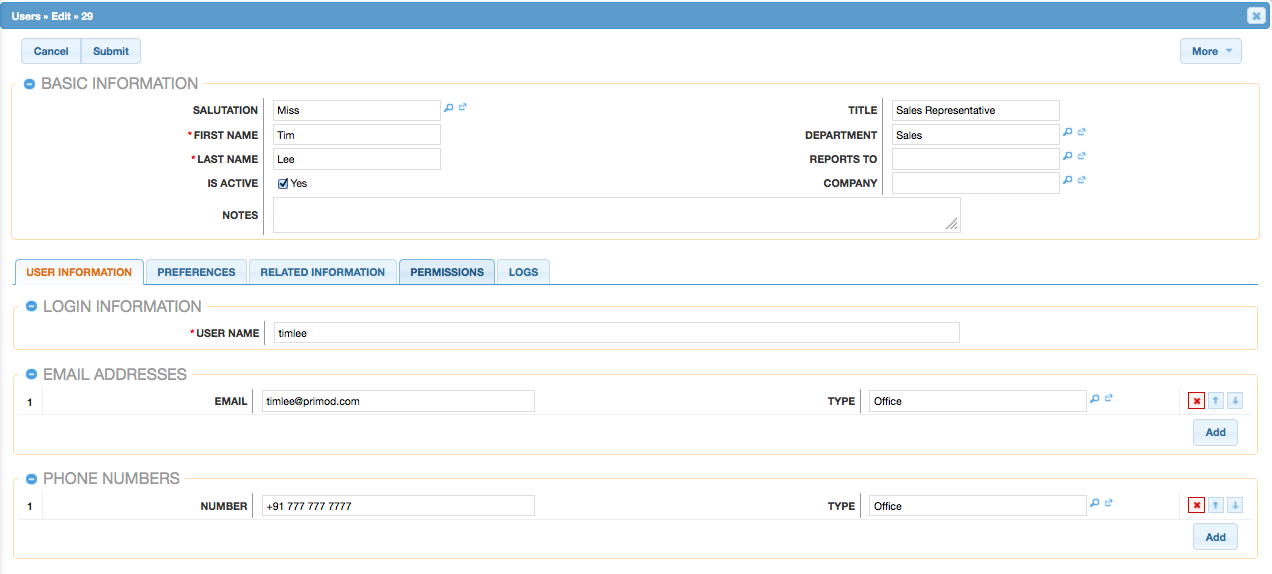 Users » Edit » 29
Cancel Submit More
BASIC INFORMATION
SALUTATION Miss TITLE Sales Representative
*FIRST NAME Tim DEPARTMENT Sales
*LAST NAME Lee REPORTS TO
IS ACTIVE Yes COMPANY
NOTES
USER INFORMATION PREFERENCES RELATED INFORMATION PERMISSIONS LOGS
LOGIN INFORMATION
*USER NAME timlee
EMAIL ADDRESSES
1 EMAIL timlee@primod.com TYPE Office
Add
PHONE NUMBERS
1 NUMBER +91 777 777 7777 TYPE Office
Add